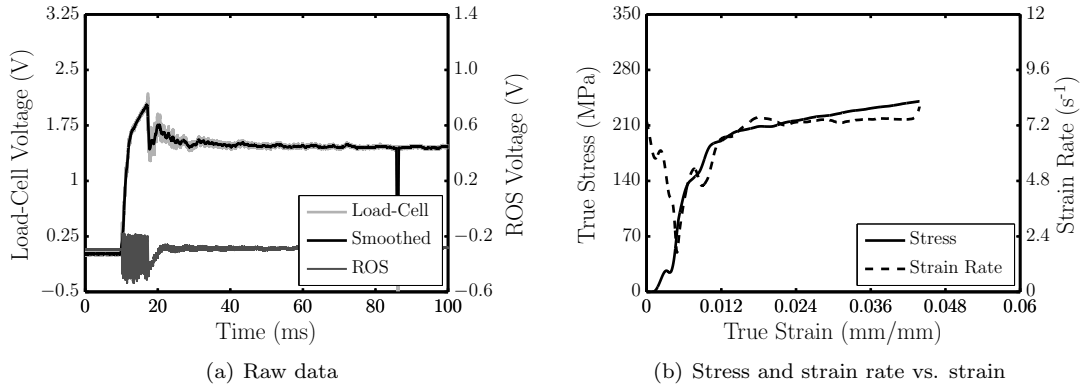 3.25
2.5
1.75
1
0.25
−0.5
Load-Cell Voltage (V)
1.4
1.0
0.6
0.2
−0.2
−0.6
ROS Voltage (V)
0 20 40 60 80 100
Time (ms)
Load-Cell
Smoothed
ROS
(a) Raw data
350
280
210
140
70
0
True Stress (MPa)
12
9.6
7.2
4.8
2.4
0
Strain Rate (s-1)
0.012 0.024 0.036 0.048 0.06
True Strain (mm/mm)
Stress
Strain Rate
(b) Stress and strain rate vs. strain